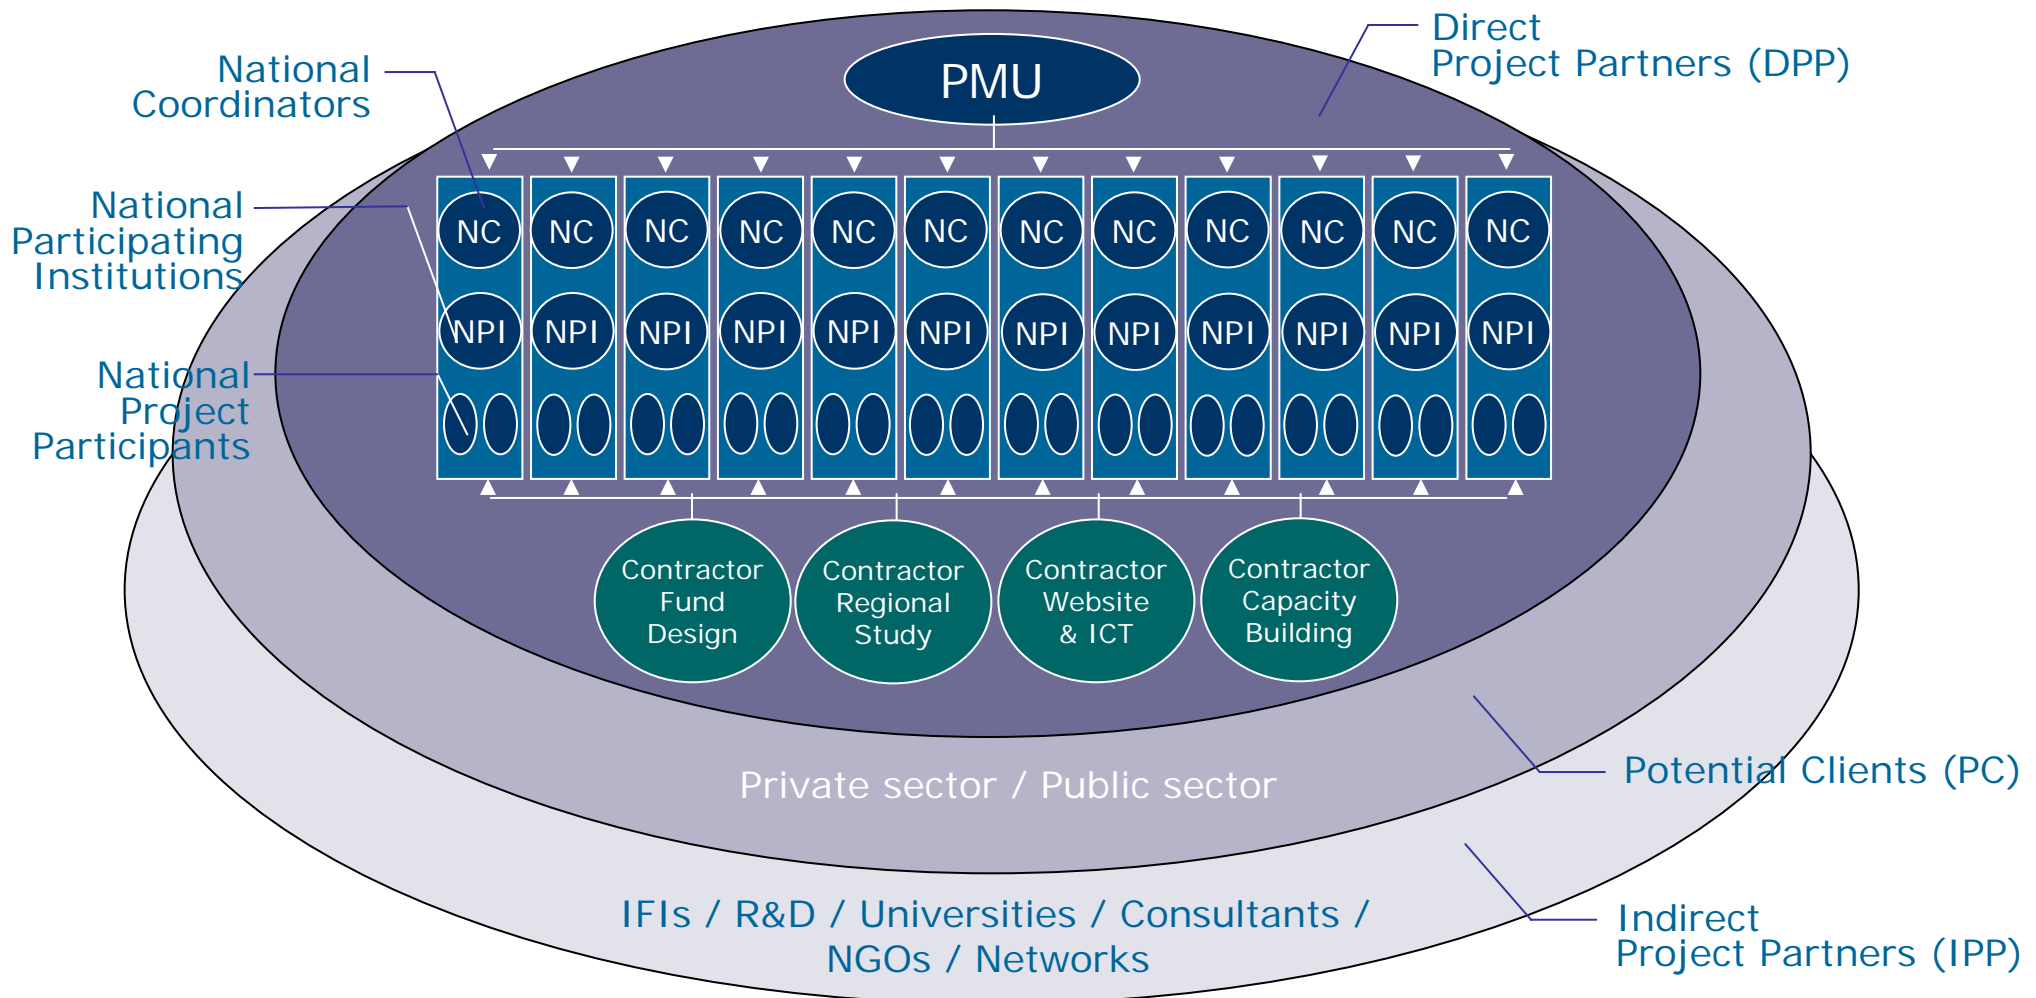 Direct
Project Partners (DPP)
National
Coordinators
PMU
National
Participating
Institutions
NC NC NC NC NC NC NC NC NC NC NC NC
NPI NPI NPI NPI NPI NPI NPI NPI NPI NPI NPI NPI
National
Project
Participants
Contractor
Fund
Design
Contractor
Regional
Study
Contractor
Website
& ICT
Contractor
Capacity
Building
Private sector / Public sector
Potential Clients (PC)
IFIs / R&D / Universities / Consultants /
NGOs / Networks
Indirect
Project Partners (IPP)